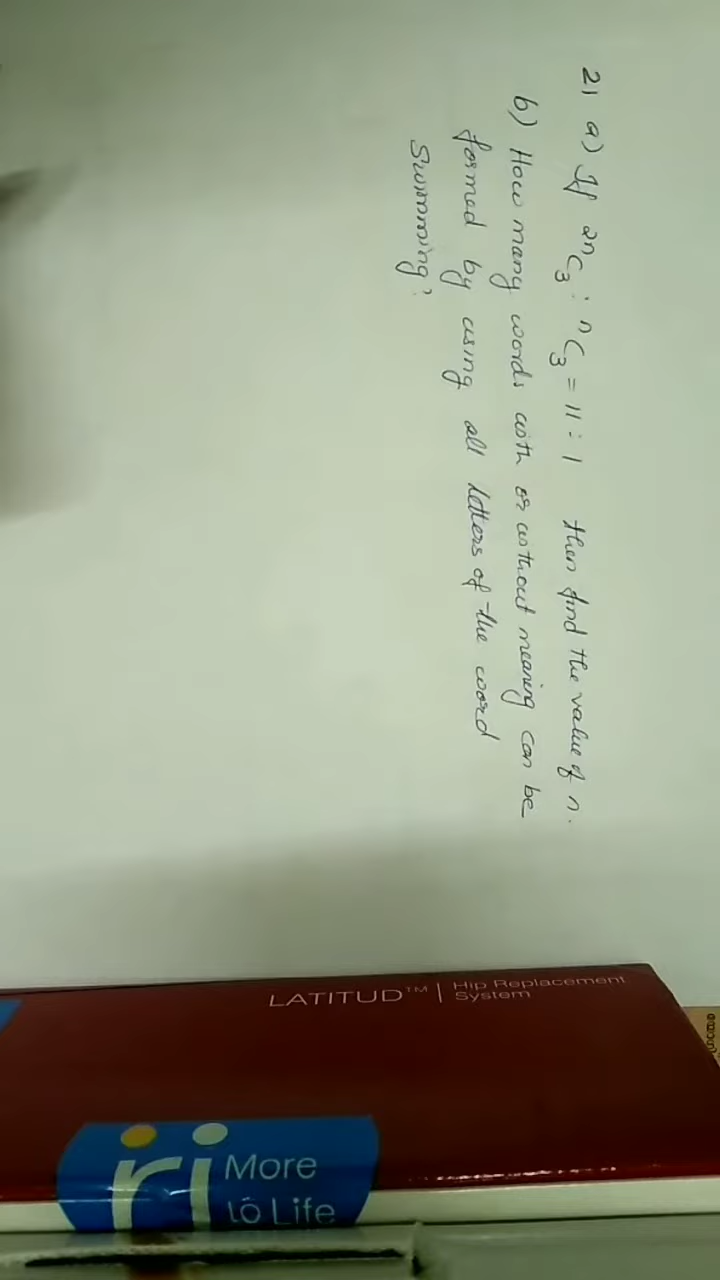 21 a) If ²ⁿC₃ : ⁿC₃ = 11 : 1 then find the value of n.
b) How many words with or without meaning can be
formed by using all letters of the word
Swimming?
LATITUD™ | Hip Replacement
System
ri More
to Life